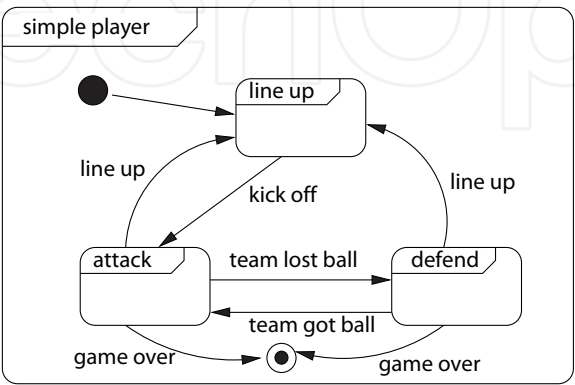 simple player
line up
line up
kick off
line up
attack
team lost ball
defend
team got ball
game over
game over